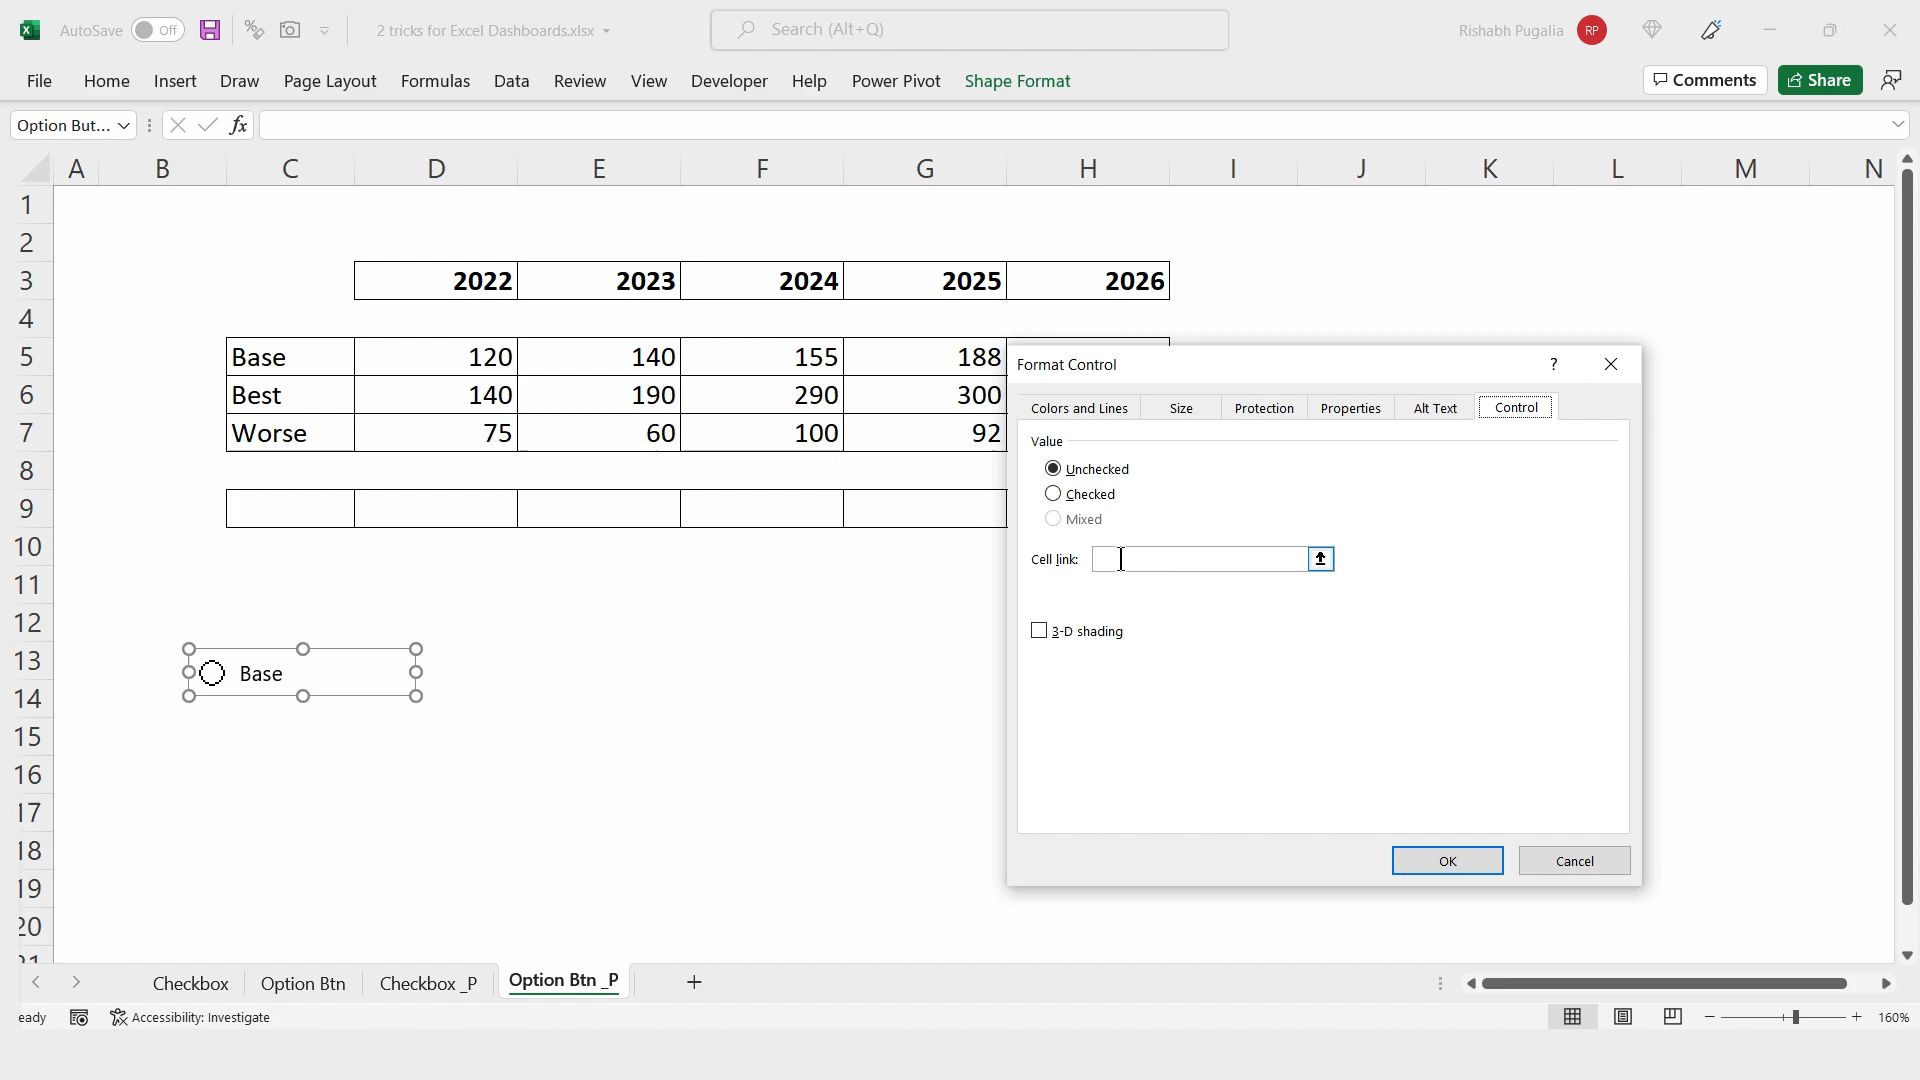 AutoSave Off 2 tricks for Excel Dashboards.xlsx Search (Alt+Q) Rishabh Pugalia RP
File Home Insert Draw Page Layout Formulas Data Review View Developer Help Power Pivot Shape Format Comments Share
Option But... fx
A B C D E F G H I J K L M N
1
2
3 2022 2023 2024 2025 2026
4
5 Base 120 140 155 188
6 Best 140 190 290 300
7 Worse 75 60 100 92
8
9
10
11
12
13
14
15
16
17
18
19
20
21
Base
Format Control ?
Colors and Lines Size Protection Properties Alt Text Control
Value
Unchecked
Checked
Mixed
Cell link:
3-D shading
OK Cancel
Checkbox Option Btn Checkbox _P Option Btn _P
eady Accessibility: Investigate 160%